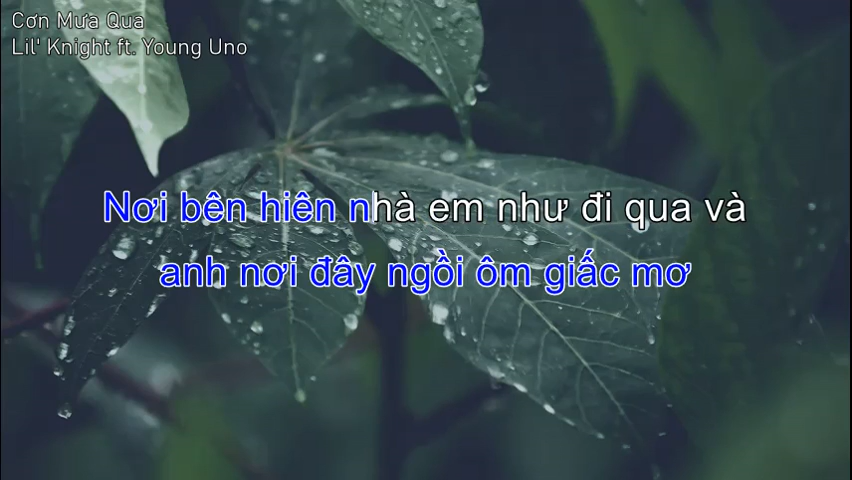 Cơn Mưa Qua
Lil' Knight ft. Young Uno
Nơi bên hiên nhà em như đi qua và
anh nơi đây ngồi ôm giấc mơ